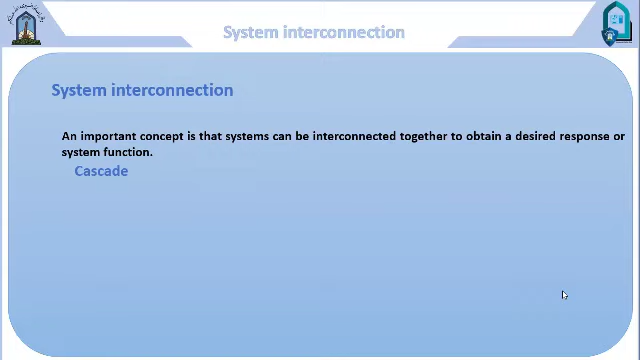 System interconnection
System interconnection
An important concept is that systems can be interconnected together to obtain a desired response or
system function.
Cascade